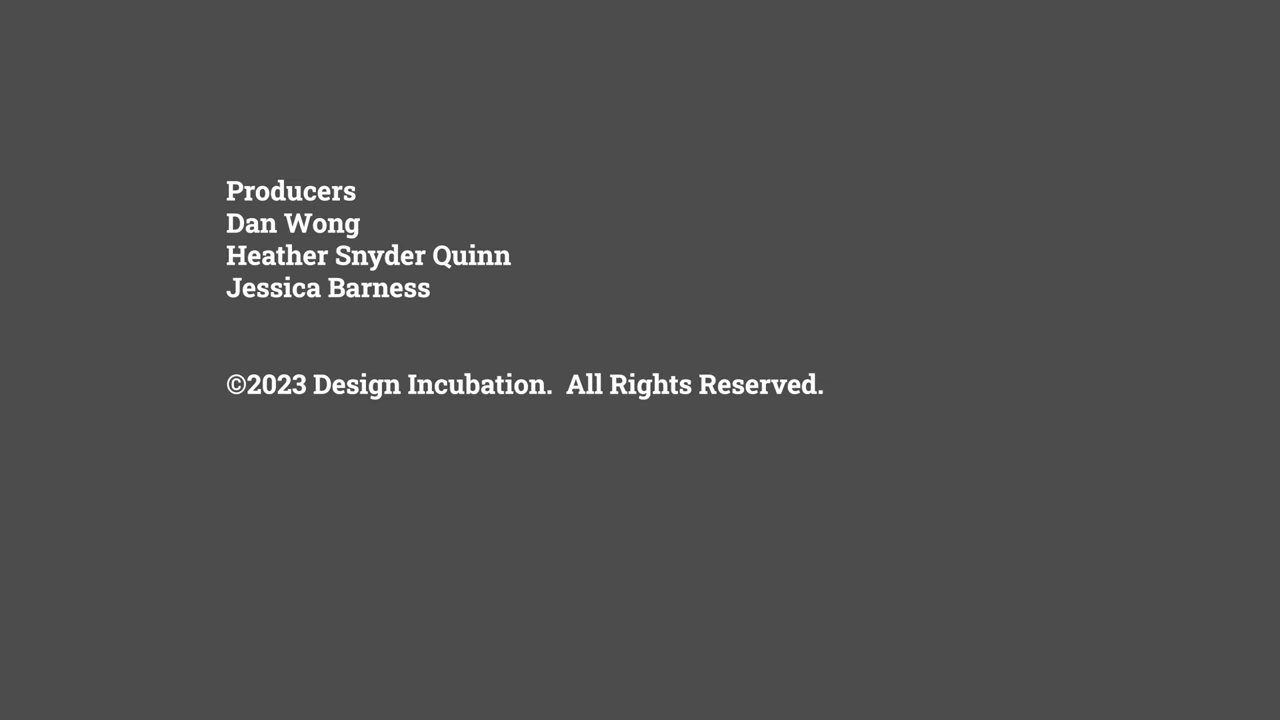 Producers
Dan Wong
Heather Snyder Quinn
Jessica Barness
©2023 Design Incubation.  All Rights Reserved.